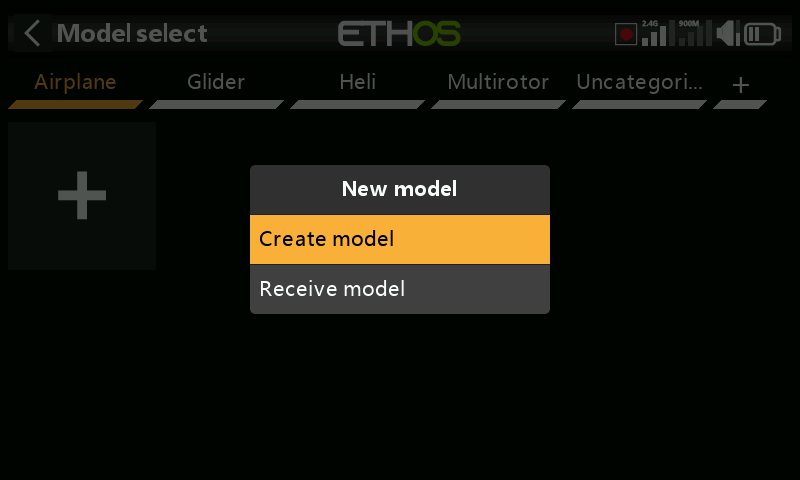 Model select
ETHOS
2.4G
900M
Airplane
Glider
Heli
Multirotor
Uncategori...
+
+
New model
Create model
Receive model